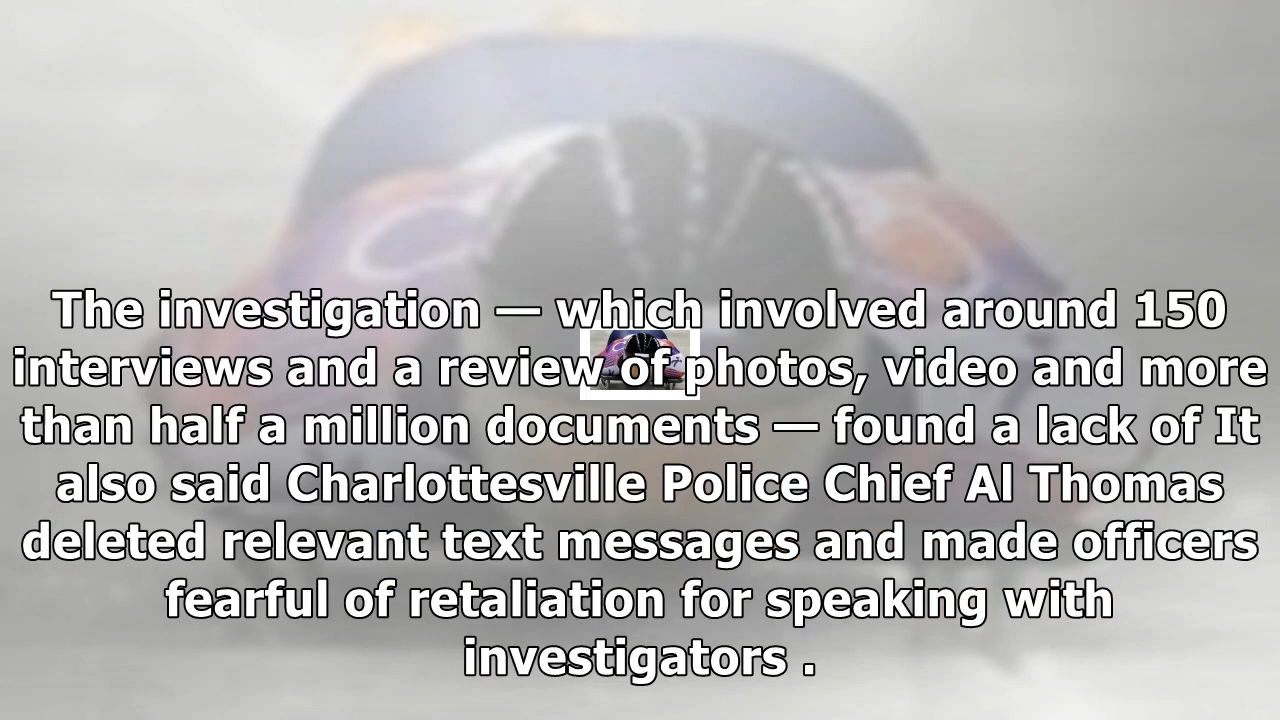 The investigation — which involved around 150
interviews and a review of photos, video and more
than half a million documents — found a lack of It
also said Charlottesville Police Chief Al Thomas
deleted relevant text messages and made officers
fearful of retaliation for speaking with
investigators .